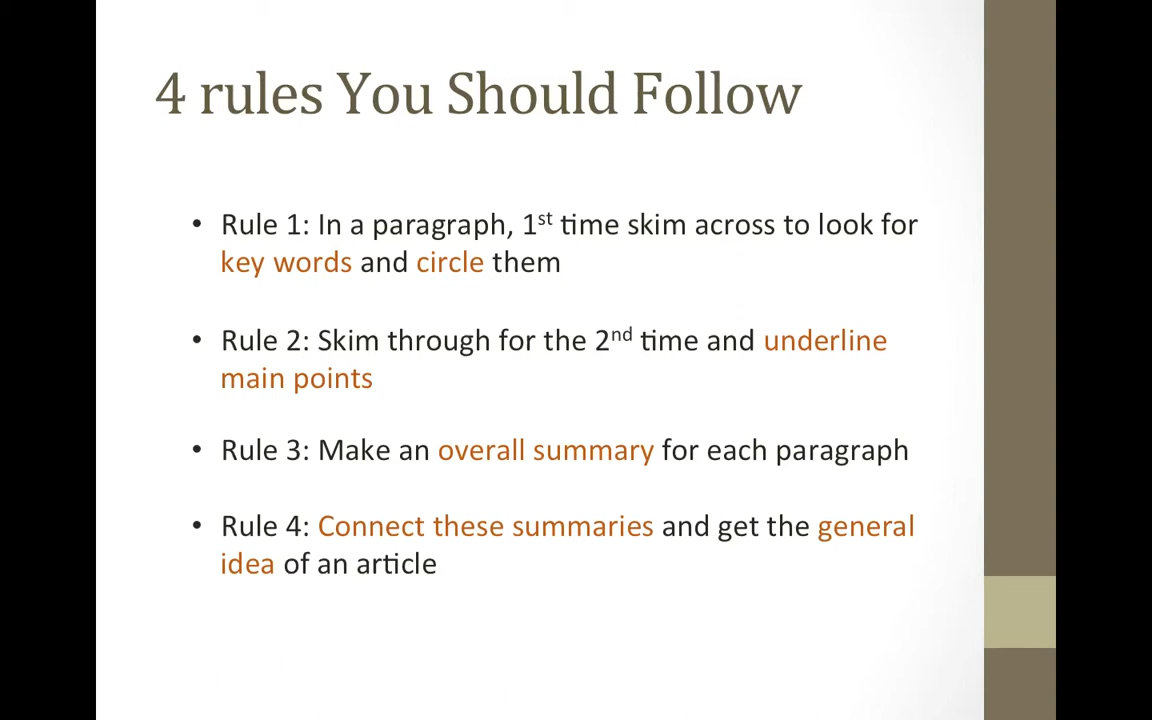 4 rules You Should Follow
• Rule 1: In a paragraph, 1st time skim across to look for
key words and circle them
• Rule 2: Skim through for the 2nd time and underline
main points
• Rule 3: Make an overall summary for each paragraph
• Rule 4: Connect these summaries and get the general
idea of an article